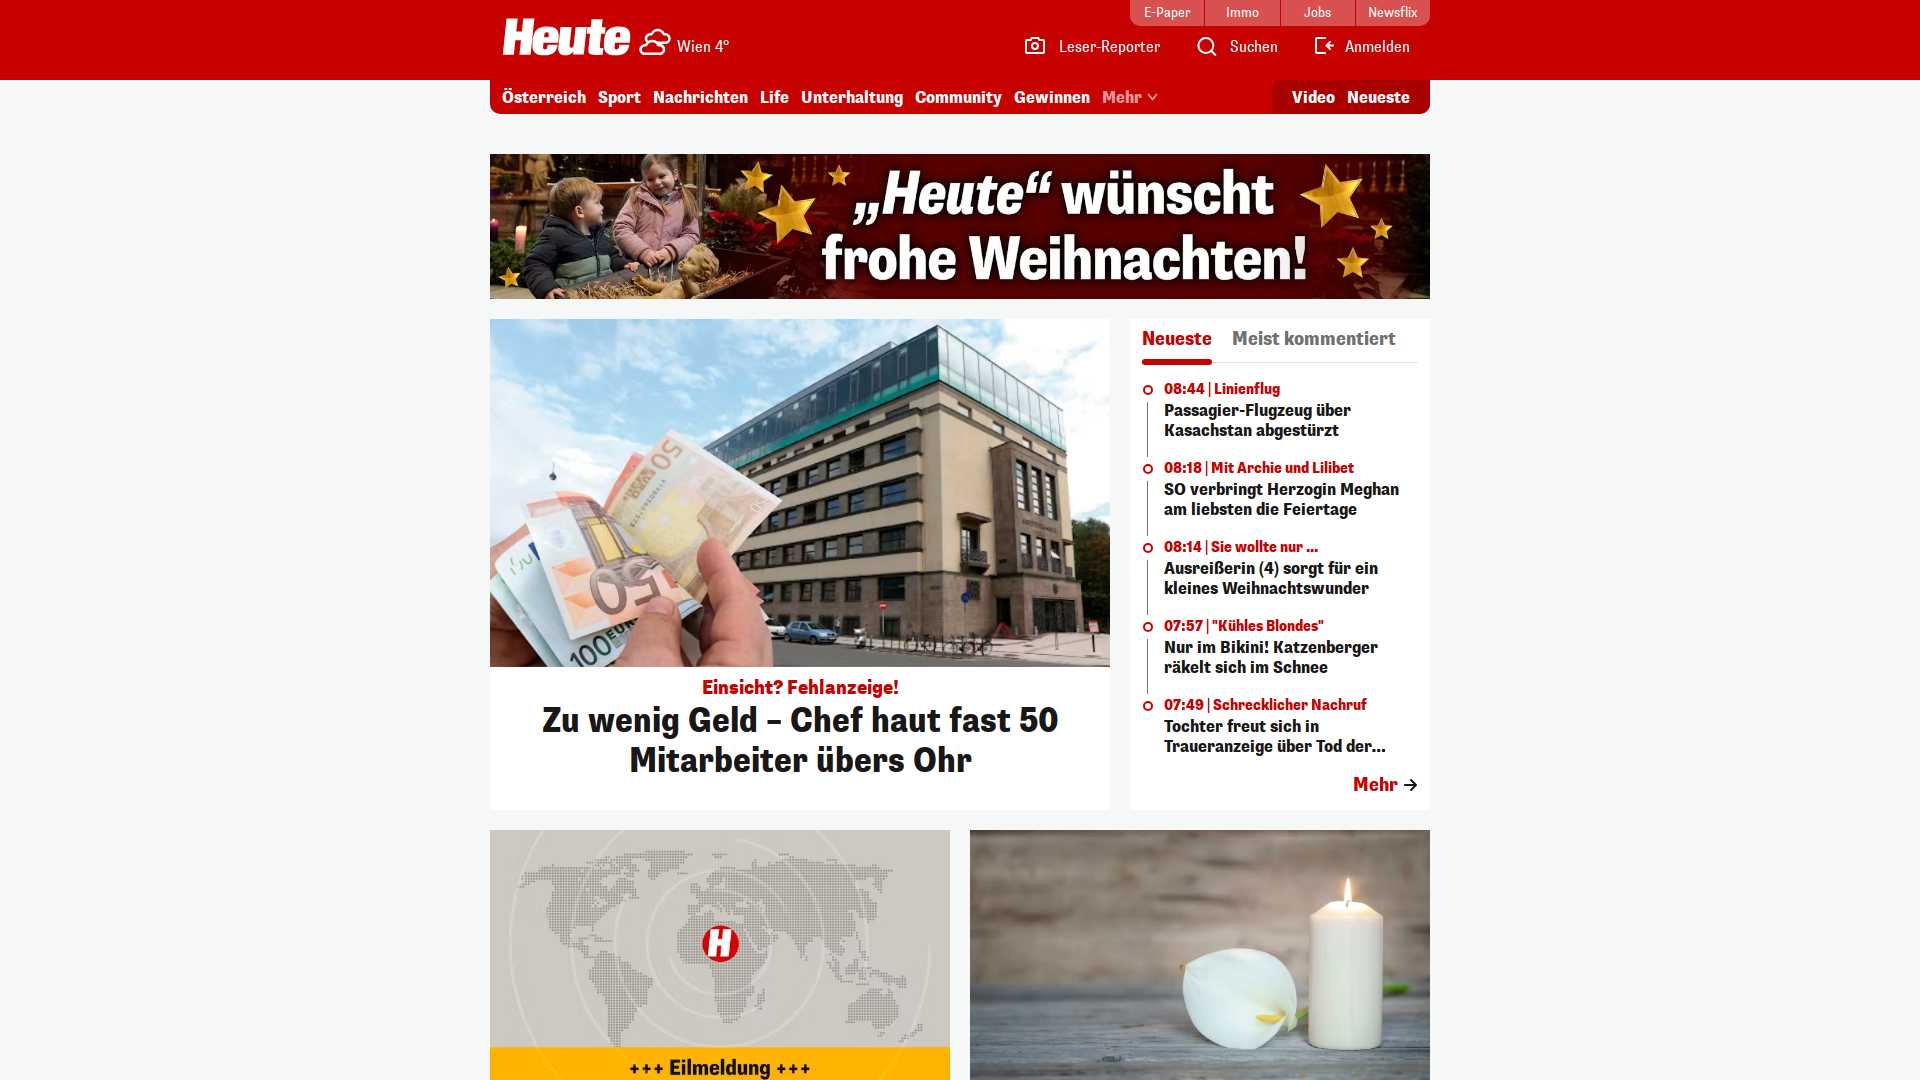 E-Paper
Immo
Jobs
Newsflix
Heute
Wien 4°
Leser-Reporter
Suchen
Anmelden
Österreich
Sport
Nachrichten
Life
Unterhaltung
Community
Gewinnen
Mehr
Video
Neueste
„Heute“ wünscht
frohe Weihnachten!
50
50
100 EUR
Einsicht? Fehlanzeige!
Zu wenig Geld – Chef haut fast 50
Mitarbeiter übers Ohr
Neueste
Meist kommentiert
08:44 | Linienflug
Passagier-Flugzeug über
Kasachstan abgestürzt
08:18 | Mit Archie und Lilibet
SO verbringt Herzogin Meghan
am liebsten die Feiertage
08:14 | Sie wollte nur ...
Ausreißerin (4) sorgt für ein
kleines Weihnachtswunder
07:57 | "Kühles Blondes"
Nur im Bikini! Katzenberger
räkelt sich im Schnee
07:49 | Schrecklicher Nachruf
Tochter freut sich in
Traueranzeige über Tod der...
Mehr
H
+++ Eilmeldung +++